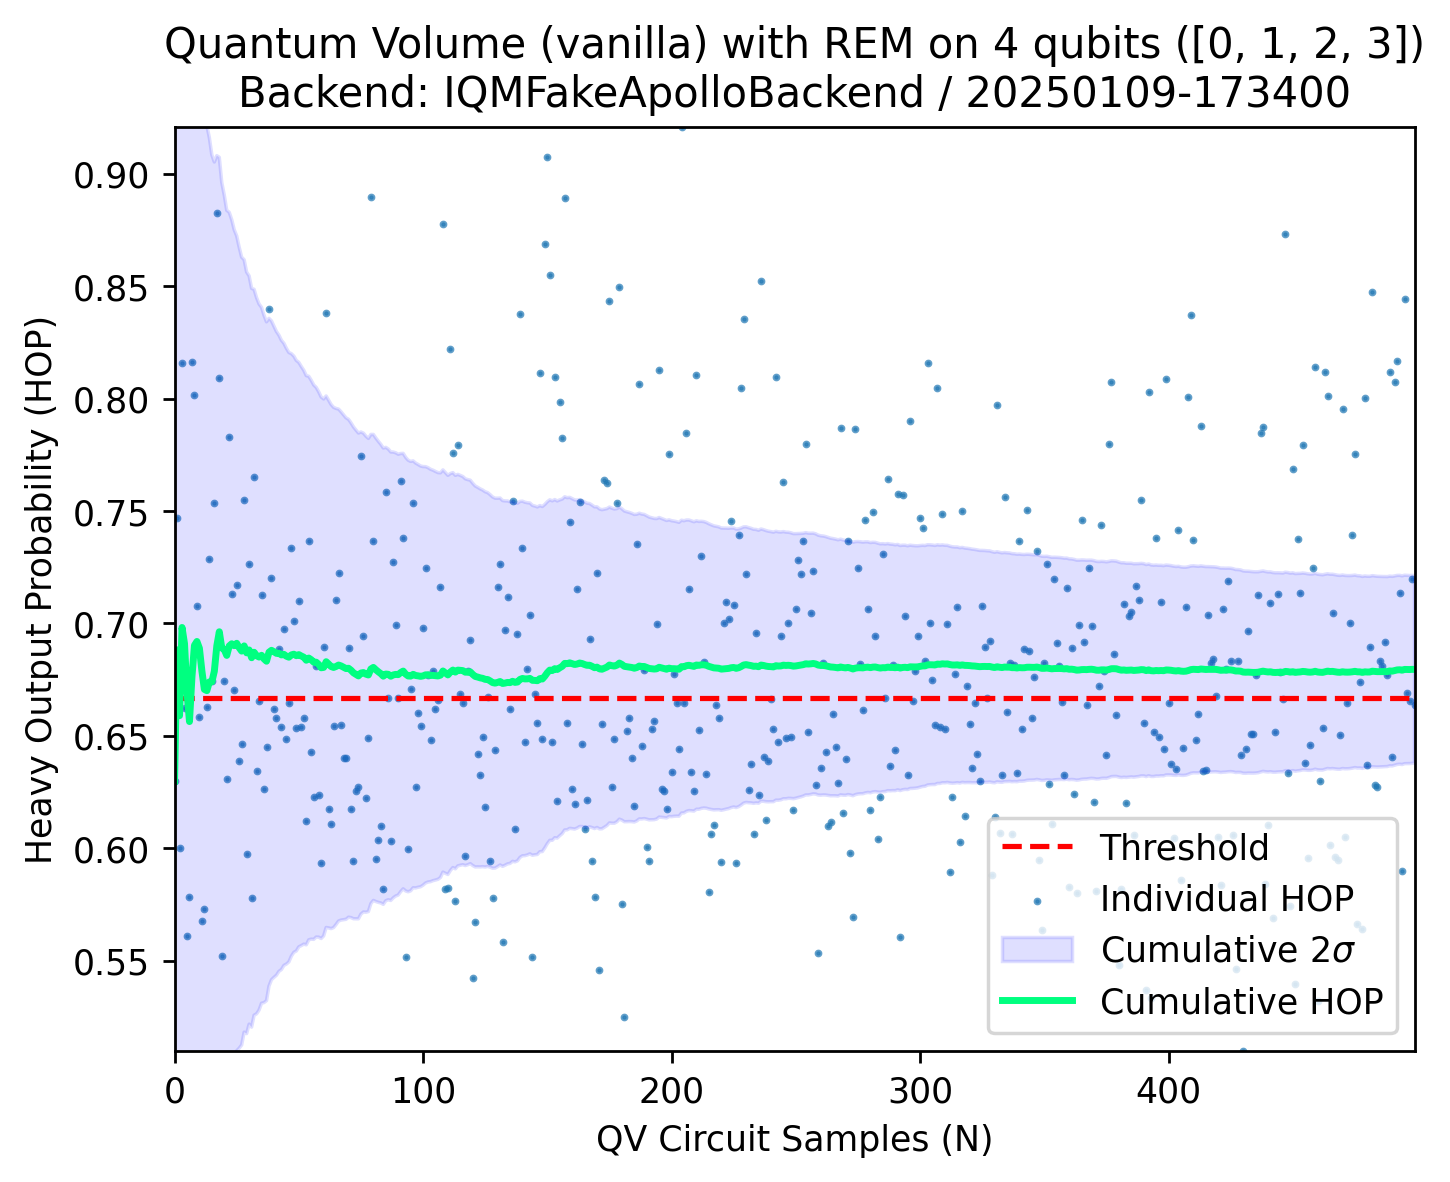 Quantum Volume (vanilla) with REM on 4 qubits ([0, 1, 2, 3])
Backend: IQMFakeApolloBackend / 20250109-173400
Heavy Output Probability (HOP)
0.90
0.85
0.80
0.75
0.70
0.65
0.60
0.55
Threshold
Individual HOP
Cumulative 2σ
Cumulative HOP
0 100 200 300 400
QV Circuit Samples (N)